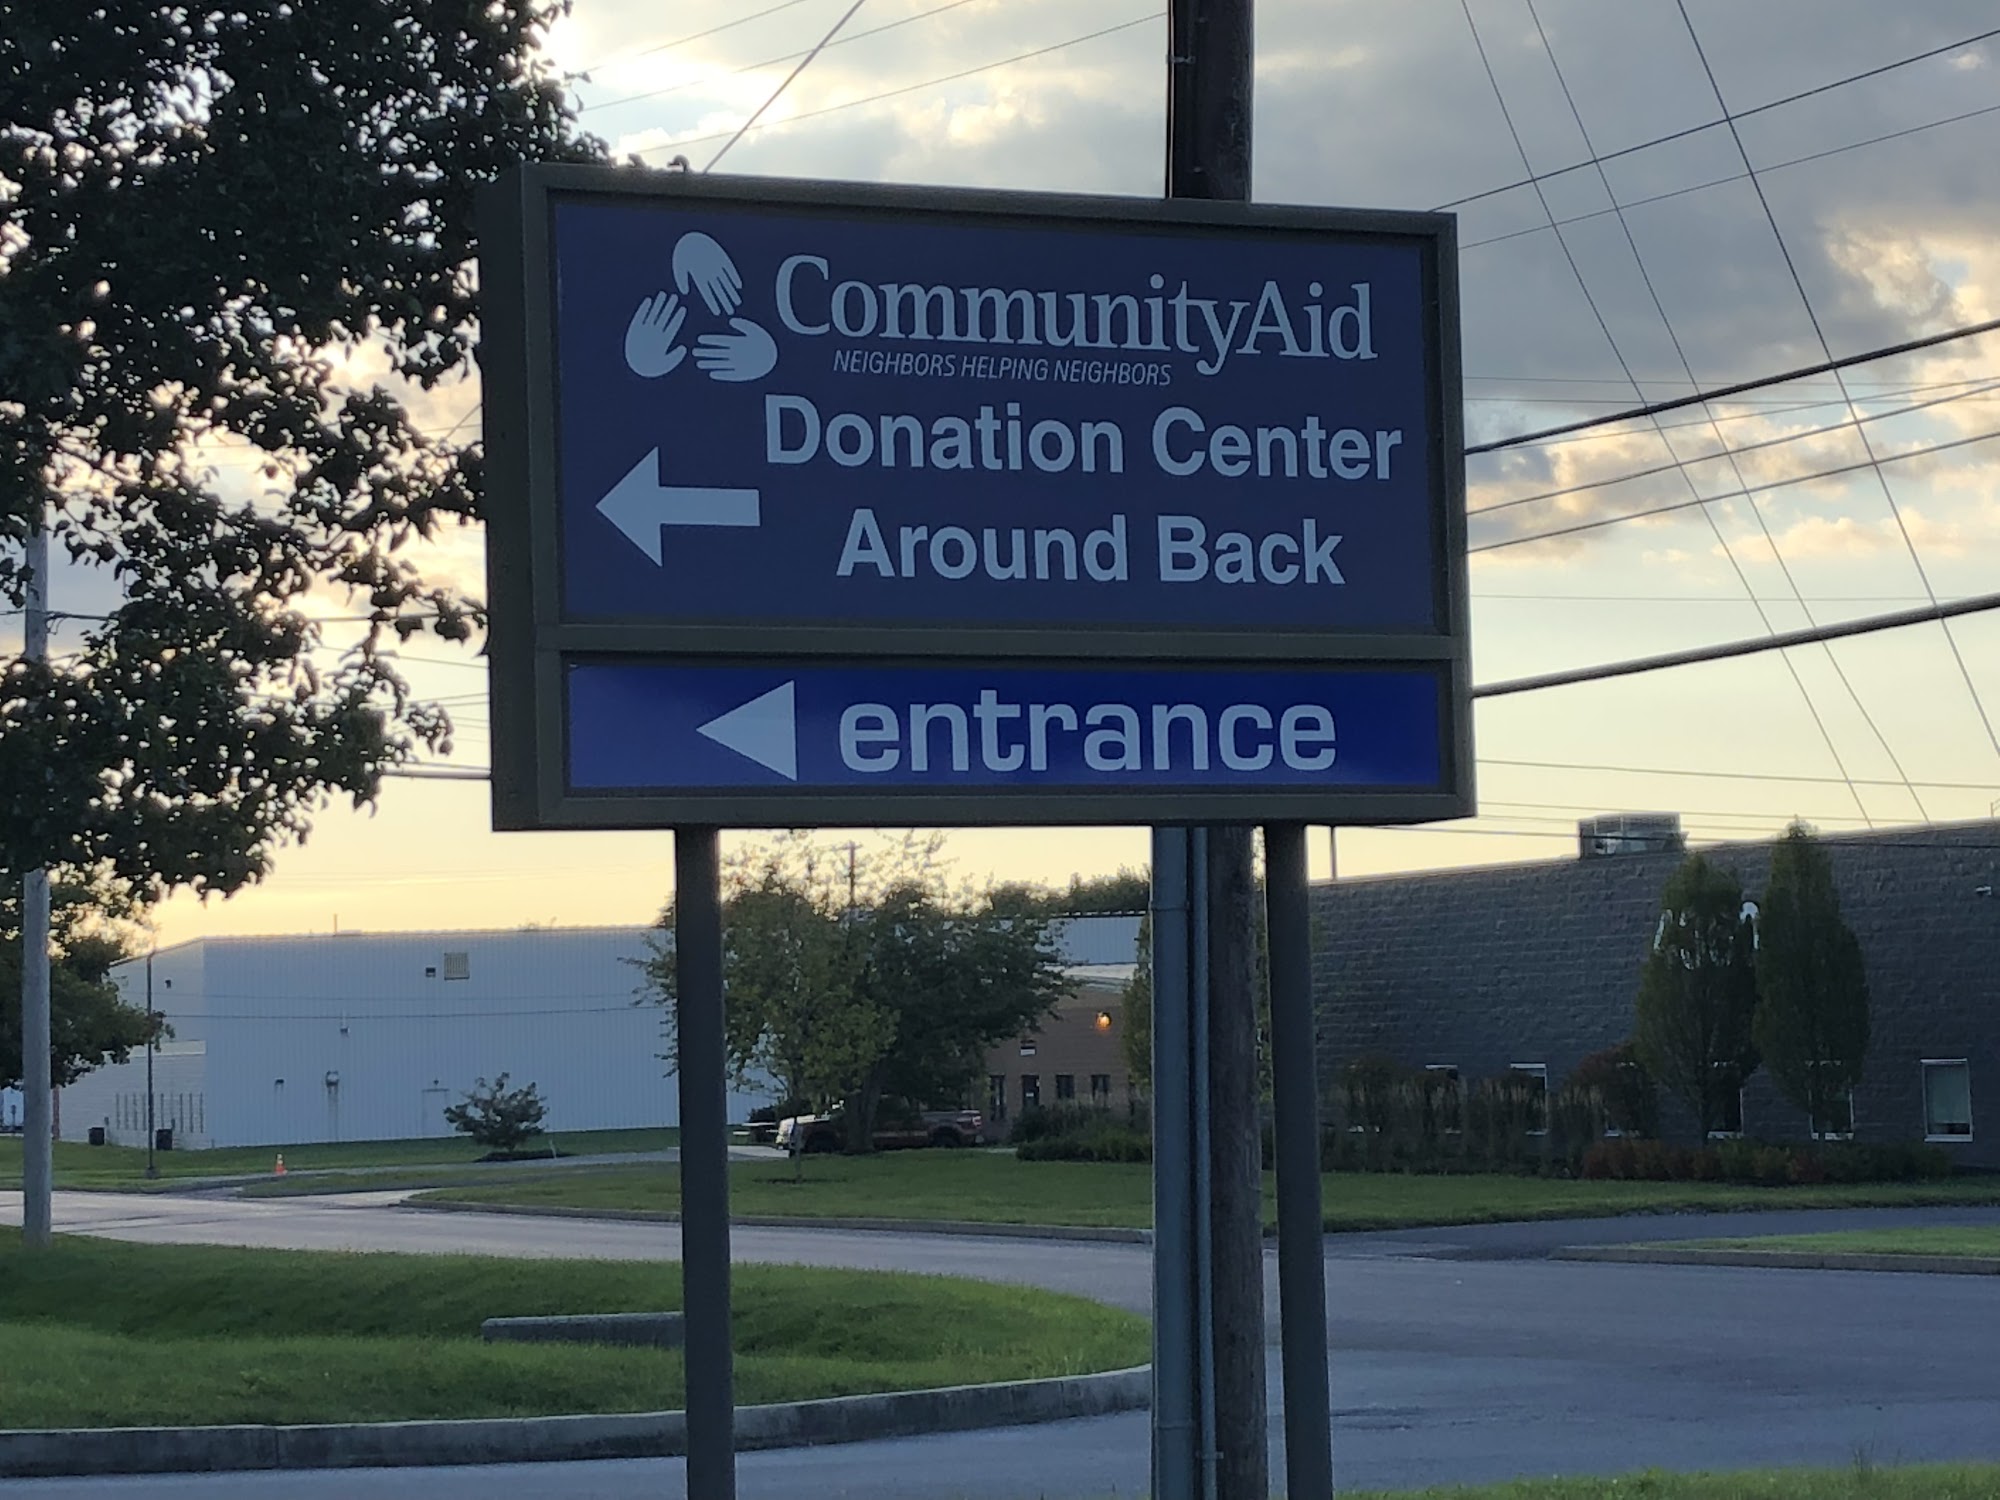 CommunityAid
NEIGHBORS HELPING NEIGHBORS
Donation Center
Around Back
entrance